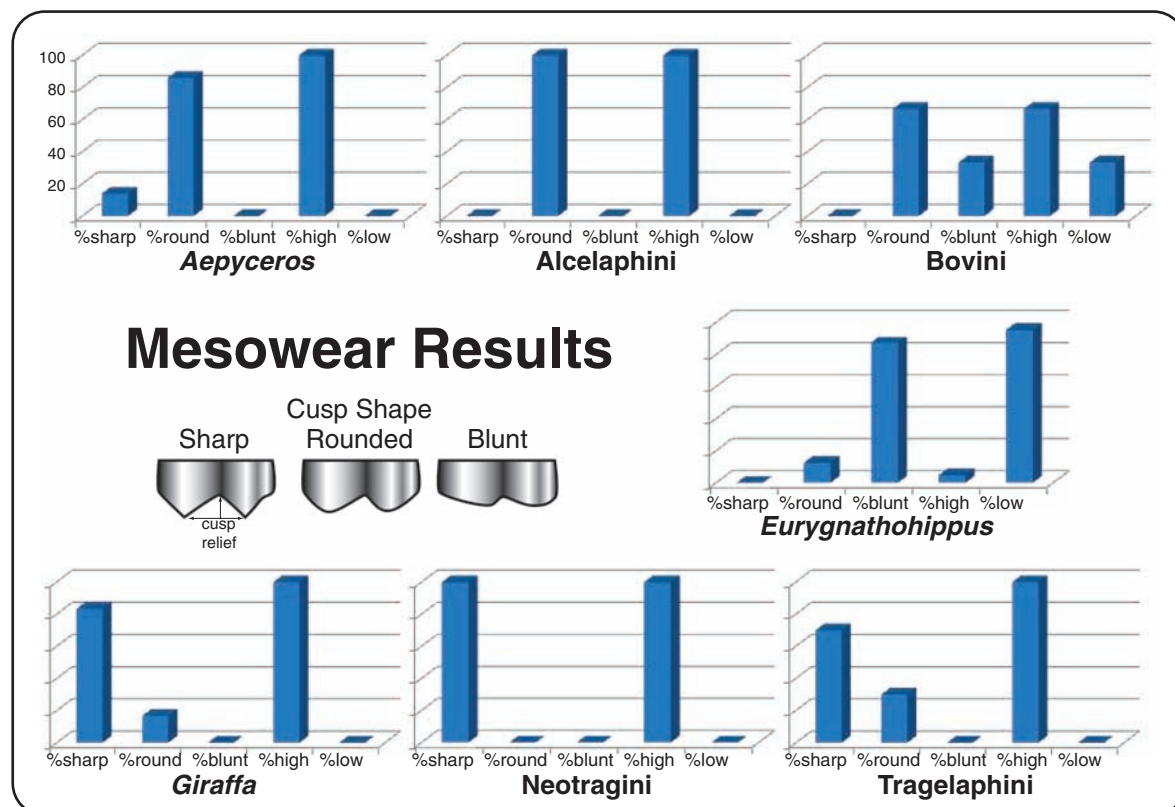 100
80
60
40
20
%sharp %round %blunt %high %low
Aepyceros
%sharp %round %blunt %high %low
Alcelaphini
%sharp %round %blunt %high %low
Bovini
Mesowear Results
Cusp Shape
Sharp Rounded Blunt
cusp
relief
%sharp %round %blunt %high %low
Eurygnathohippus
%sharp %round %blunt %high %low
Giraffa
%sharp %round %blunt %high %low
Neotragini
%sharp %round %blunt %high %low
Tragelaphini